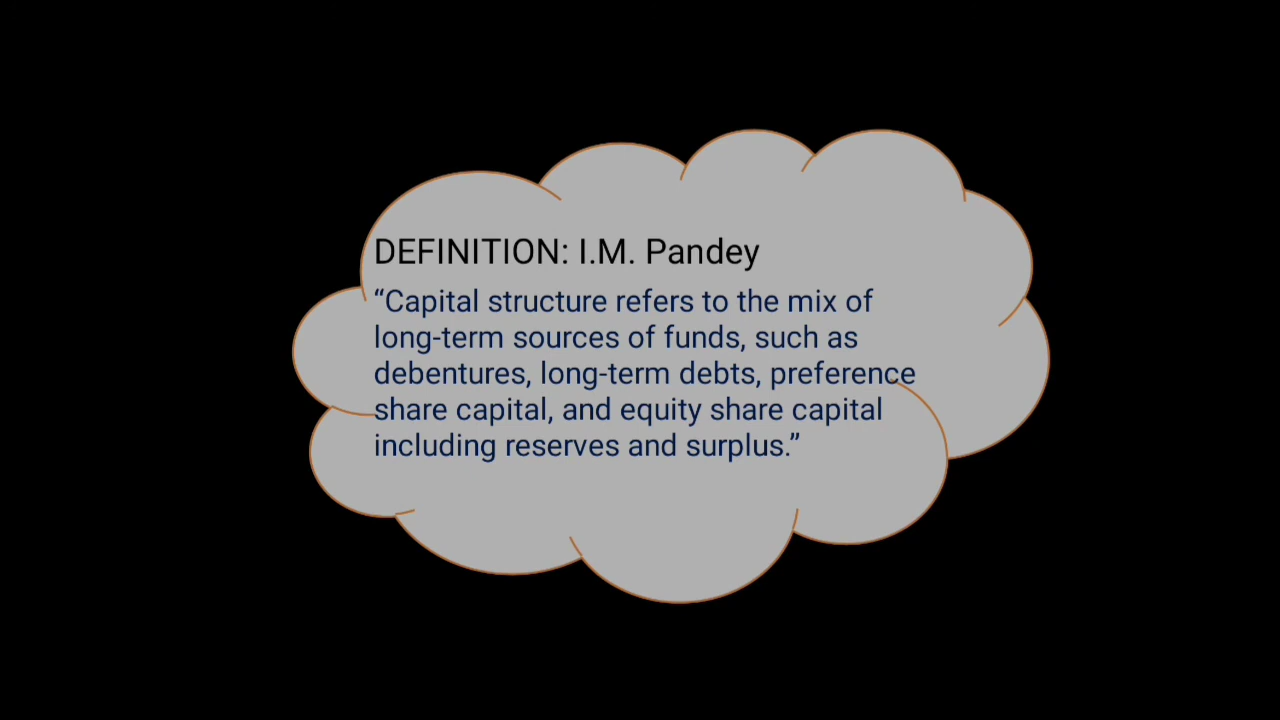 DEFINITION: I.M. Pandey
“Capital structure refers to the mix of
long-term sources of funds, such as
debentures, long-term debts, preference
share capital, and equity share capital
including reserves and surplus.”